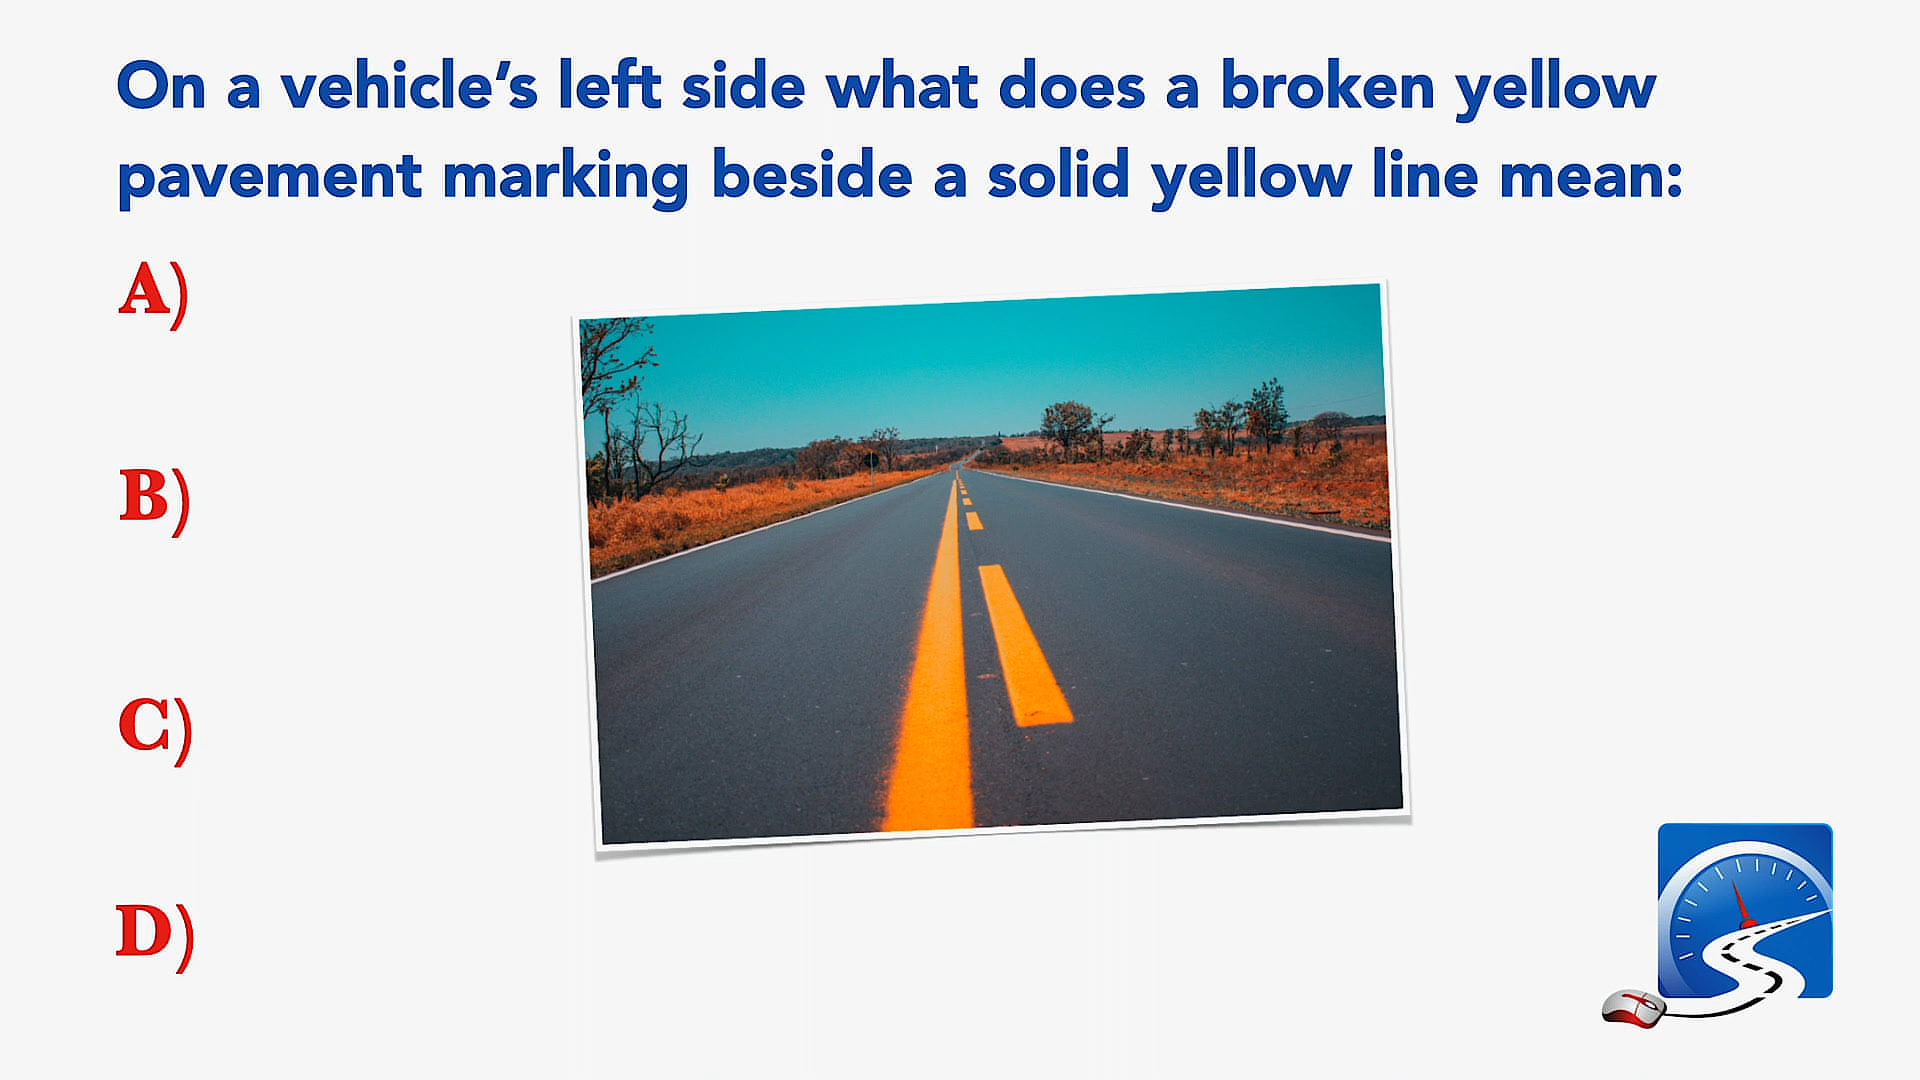 On a vehicle’s left side what does a broken yellow
pavement marking beside a solid yellow line mean:
A)
B)
C)
D)